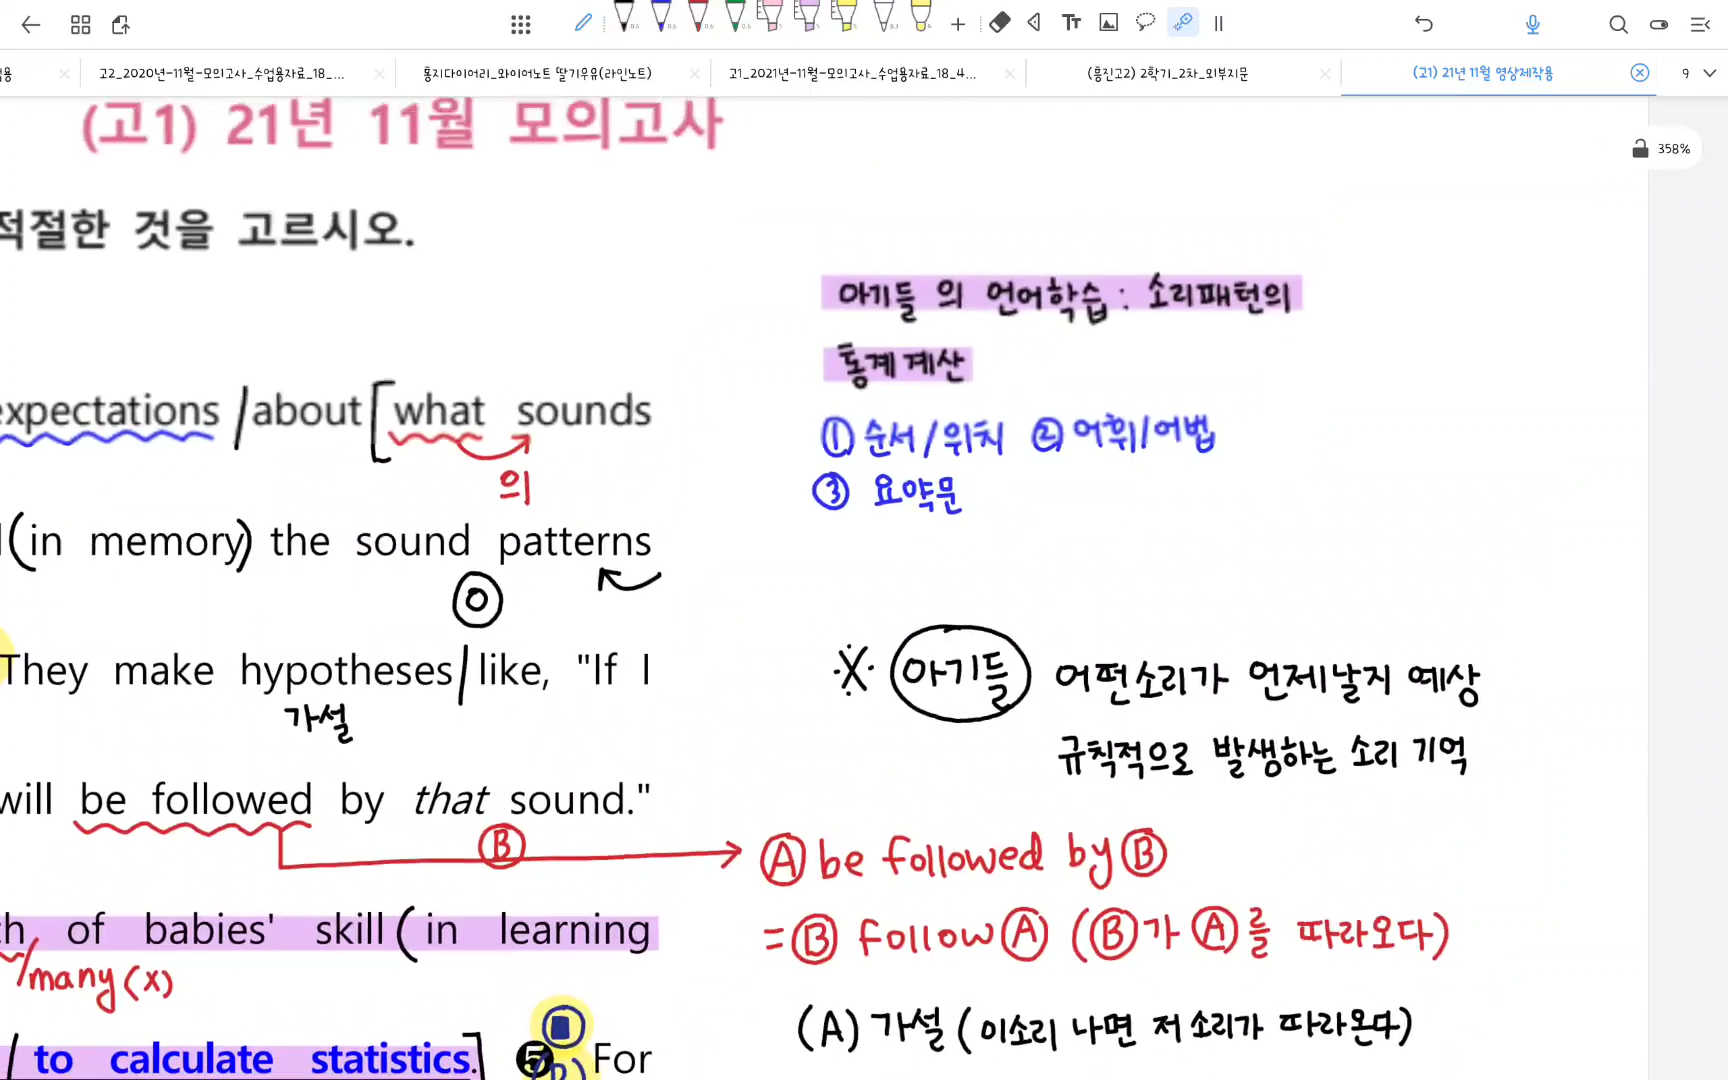 고2_2020년-11월-모의고사_수업용자료_18_...
홍지다이어리_와이어노트 딸기우유(라인노트)
고1_2021년-11월-모의고사_수업용자료_18_4...
(흥진고2) 2학기_2차_외부지문
(고1) 21년 11월 영상제작용
9
358%
(고1) 21년 11월 모의고사
적절한 것을 고르시오.
아기들의 언어학습 : 소리패턴의
통계 계산
① 순서/위치 ② 어휘/어법
③ 요약문
expectations / about [what sounds
의
(in memory) the sound patterns
They make hypotheses / like, "If I
가설
※ 아기들 어떤소리가 언제날지 예상
규칙적으로 발생하는 소리 기억
will be followed by that sound."
Ⓑ
Ⓐ be followed by Ⓑ
= Ⓑ follow Ⓐ (Ⓑ가 Ⓐ를 따라오다)
of babies' skill (in learning
/many (x)
(A) 가설 (이소리 나면 저 소리가 따라온다)
to calculate statistics.] ❺ For